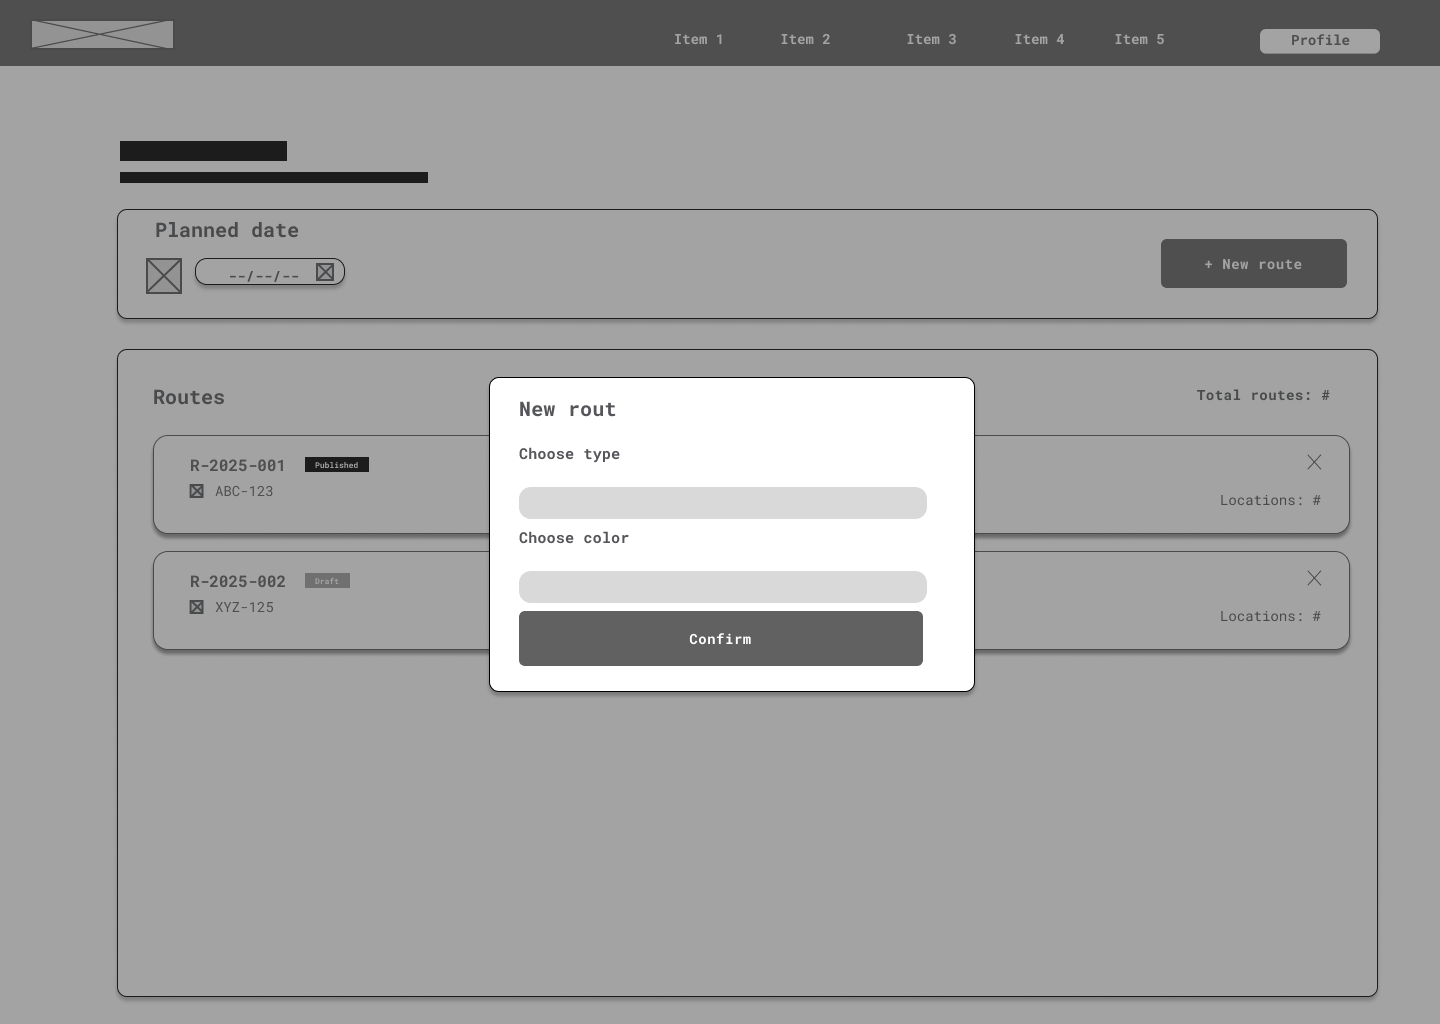 Item 1 Item 2 Item 3 Item 4 Item 5 Profile
Planned date
--/--/--
+ New route
Routes
Total routes: #
R-2025-001 Published
ABC-123
Locations: #
R-2025-002 Draft
XYZ-125
Locations: #
New rout
Choose type
Choose color
Confirm